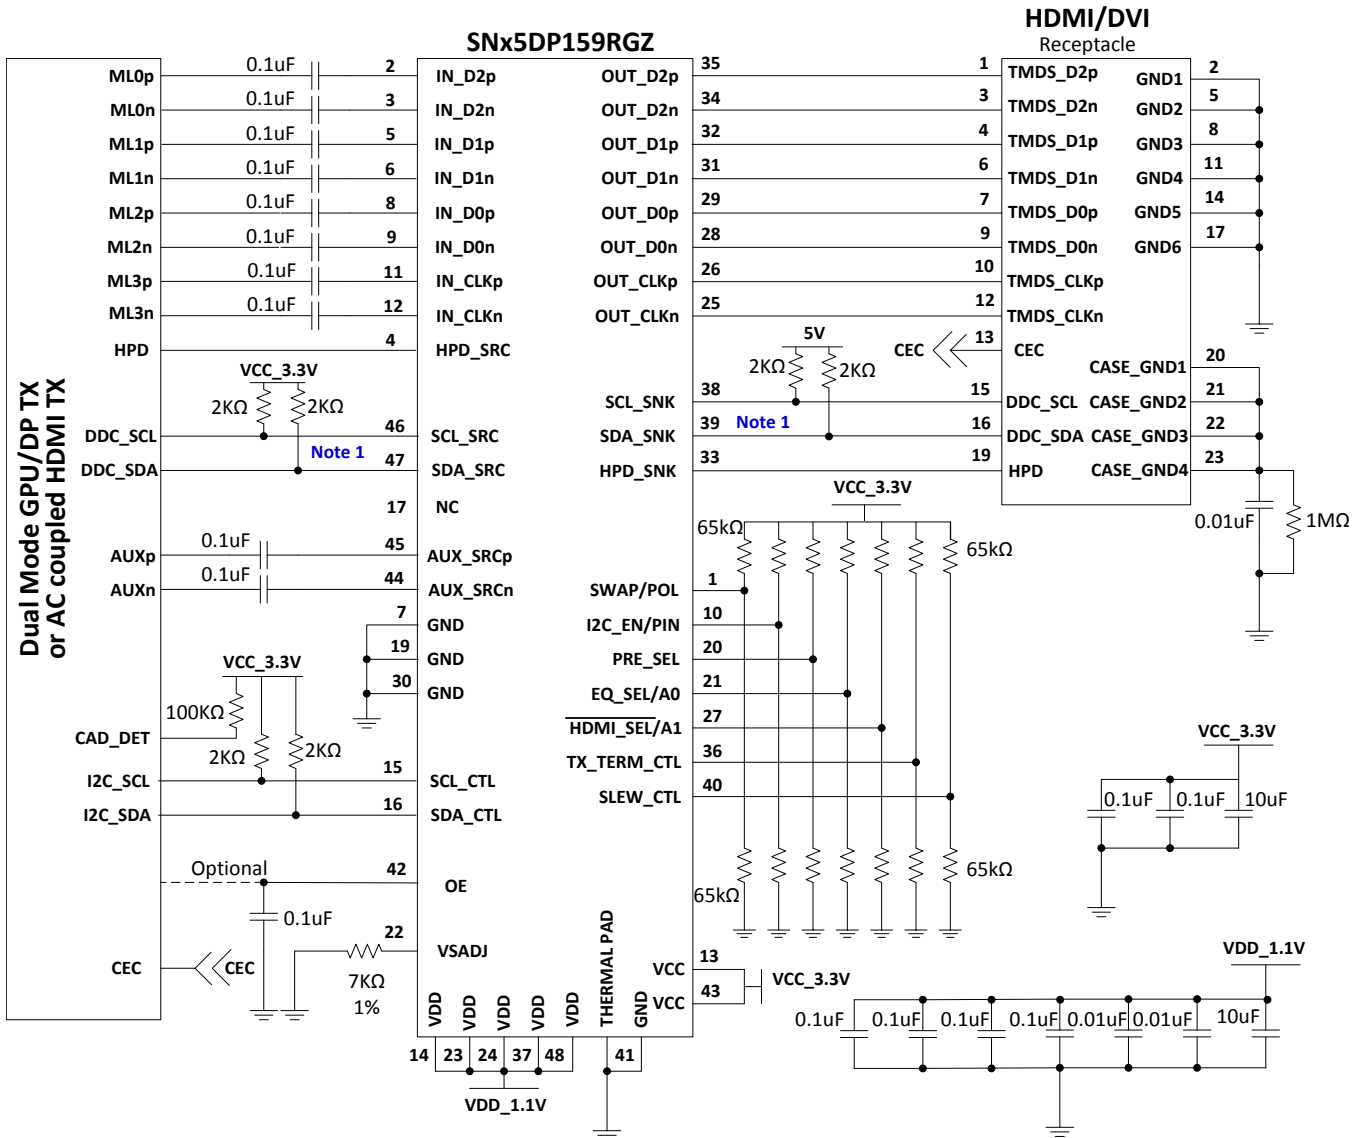 HDMI/DVI
Receptacle
SNx5DP159RGZ
Dual Mode GPU/DP TX
or AC coupled HDMI TX
ML0p 0.1uF 2 IN_D2p OUT_D2p 35 1 TMDS_D2p GND1 2
ML0n 0.1uF 3 IN_D2n OUT_D2n 34 3 TMDS_D2n GND2 5
ML1p 0.1uF 5 IN_D1p OUT_D1p 32 4 TMDS_D1p GND3 8
ML1n 0.1uF 6 IN_D1n OUT_D1n 31 6 TMDS_D1n GND4 11
ML2p 0.1uF 8 IN_D0p OUT_D0p 29 7 TMDS_D0p GND5 14
ML2n 0.1uF 9 IN_D0n OUT_D0n 28 9 TMDS_D0n GND6 17
ML3p 0.1uF 11 IN_CLKp OUT_CLKp 26 10 TMDS_CLKp
ML3n 0.1uF 12 IN_CLKn OUT_CLKn 25 12 TMDS_CLKn
HPD 4 HPD_SRC 5V CEC 13 CEC
VCC_3.3V 2KΩ 2KΩ CASE_GND1 20
2KΩ 2KΩ SCL_SNK 38 15 DDC_SCL CASE_GND2 21
DDC_SCL 46 SCL_SRC SDA_SNK 39 Note 1 16 DDC_SDA CASE_GND3 22
DDC_SDA Note 1 47 SDA_SRC HPD_SNK 33 19 HPD CASE_GND4 23
VCC_3.3V
17 NC 65kΩ 65kΩ 0.01uF 1MΩ
AUXp 0.1uF 45 AUX_SRCp
AUXn 0.1uF 44 AUX_SRCn SWAP/POL 1
7 GND I2C_EN/PIN 10
19 GND PRE_SEL 20
VCC_3.3V
30 GND EQ_SEL/A0 21
100KΩ HDMI_SEL/A1 27
CAD_DET 2KΩ 2KΩ TX_TERM_CTL 36
I2C_SCL 15 SCL_CTL SLEW_CTL 40
I2C_SDA 16 SDA_CTL
VCC_3.3V
0.1uF 0.1uF 10uF
Optional 42 OE 65kΩ 65kΩ
0.1uF
22 VSADJ
CEC CEC 7KΩ
1%
VCC 13
VCC 43 VCC_3.3V
VDD VDD VDD VDD VDD THERMAL PAD GND
14 23 24 37 48 41
VDD_1.1V
VDD_1.1V
0.1uF 0.1uF 0.1uF 0.1uF 0.01uF 0.01uF 10uF